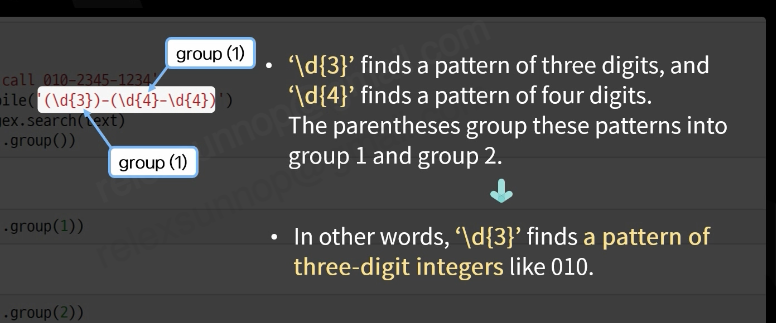 group (1)
call 010-2345-1234'
pile('(\d{3})-(\d{4}-\d{4})')
gex.search(text)
.group())
group (1)
.group(1))
.group(2))
• ‘\d{3}’ finds a pattern of three digits, and
‘\d{4}’ finds a pattern of four digits.
The parentheses group these patterns into
group 1 and group 2.
• In other words, ‘\d{3}’ finds a pattern of
three-digit integers like 010.